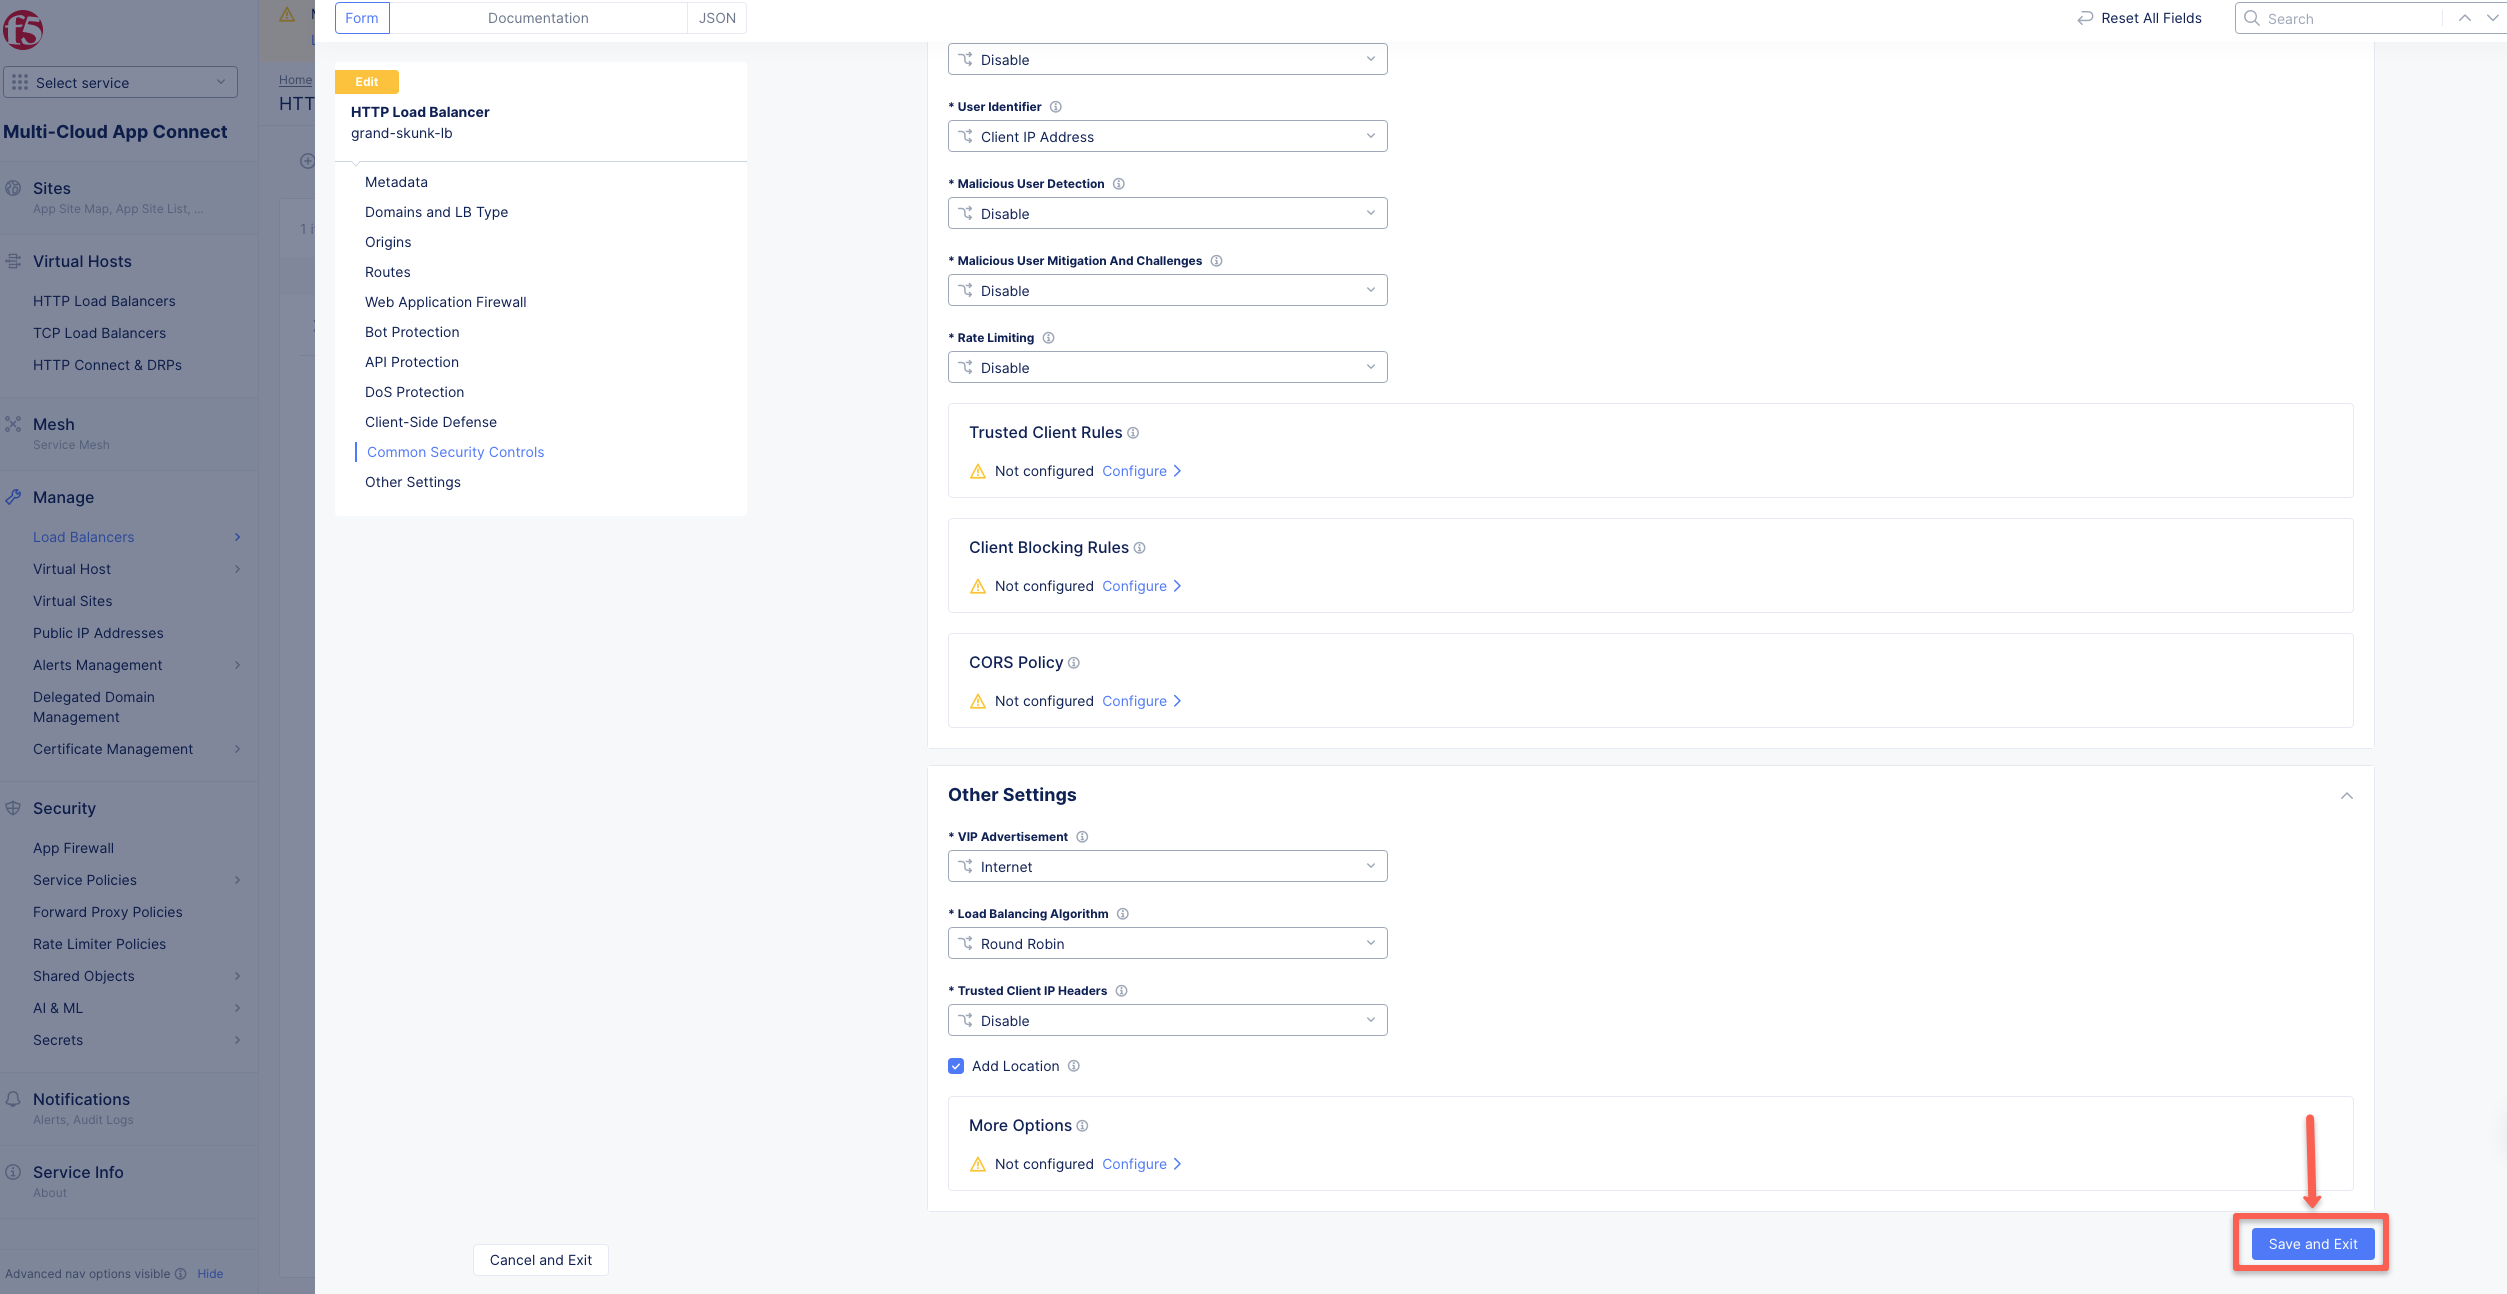 Form
Documentation
JSON
Reset All Fields
Search
f5
Select service
Multi-Cloud App Connect
Sites
App Site Map, App Site List, ...
Virtual Hosts
HTTP Load Balancers
TCP Load Balancers
HTTP Connect & DRPs
Mesh
Service Mesh
Manage
Load Balancers
Virtual Host
Virtual Sites
Public IP Addresses
Alerts Management
Delegated Domain
Management
Certificate Management
Security
App Firewall
Service Policies
Forward Proxy Policies
Rate Limiter Policies
Shared Objects
AI & ML
Secrets
Notifications
Alerts, Audit Logs
Service Info
About
Advanced nav options visible Hide
Home
HTT
Edit
HTTP Load Balancer
grand-skunk-lb
Metadata
Domains and LB Type
Origins
Routes
Web Application Firewall
Bot Protection
API Protection
DoS Protection
Client-Side Defense
Common Security Controls
Other Settings
Disable
* User Identifier
Client IP Address
* Malicious User Detection
Disable
* Malicious User Mitigation And Challenges
Disable
* Rate Limiting
Disable
Trusted Client Rules
Not configured Configure
Client Blocking Rules
Not configured Configure
CORS Policy
Not configured Configure
Other Settings
* VIP Advertisement
Internet
* Load Balancing Algorithm
Round Robin
* Trusted Client IP Headers
Disable
Add Location
More Options
Not configured Configure
Cancel and Exit
Save and Exit